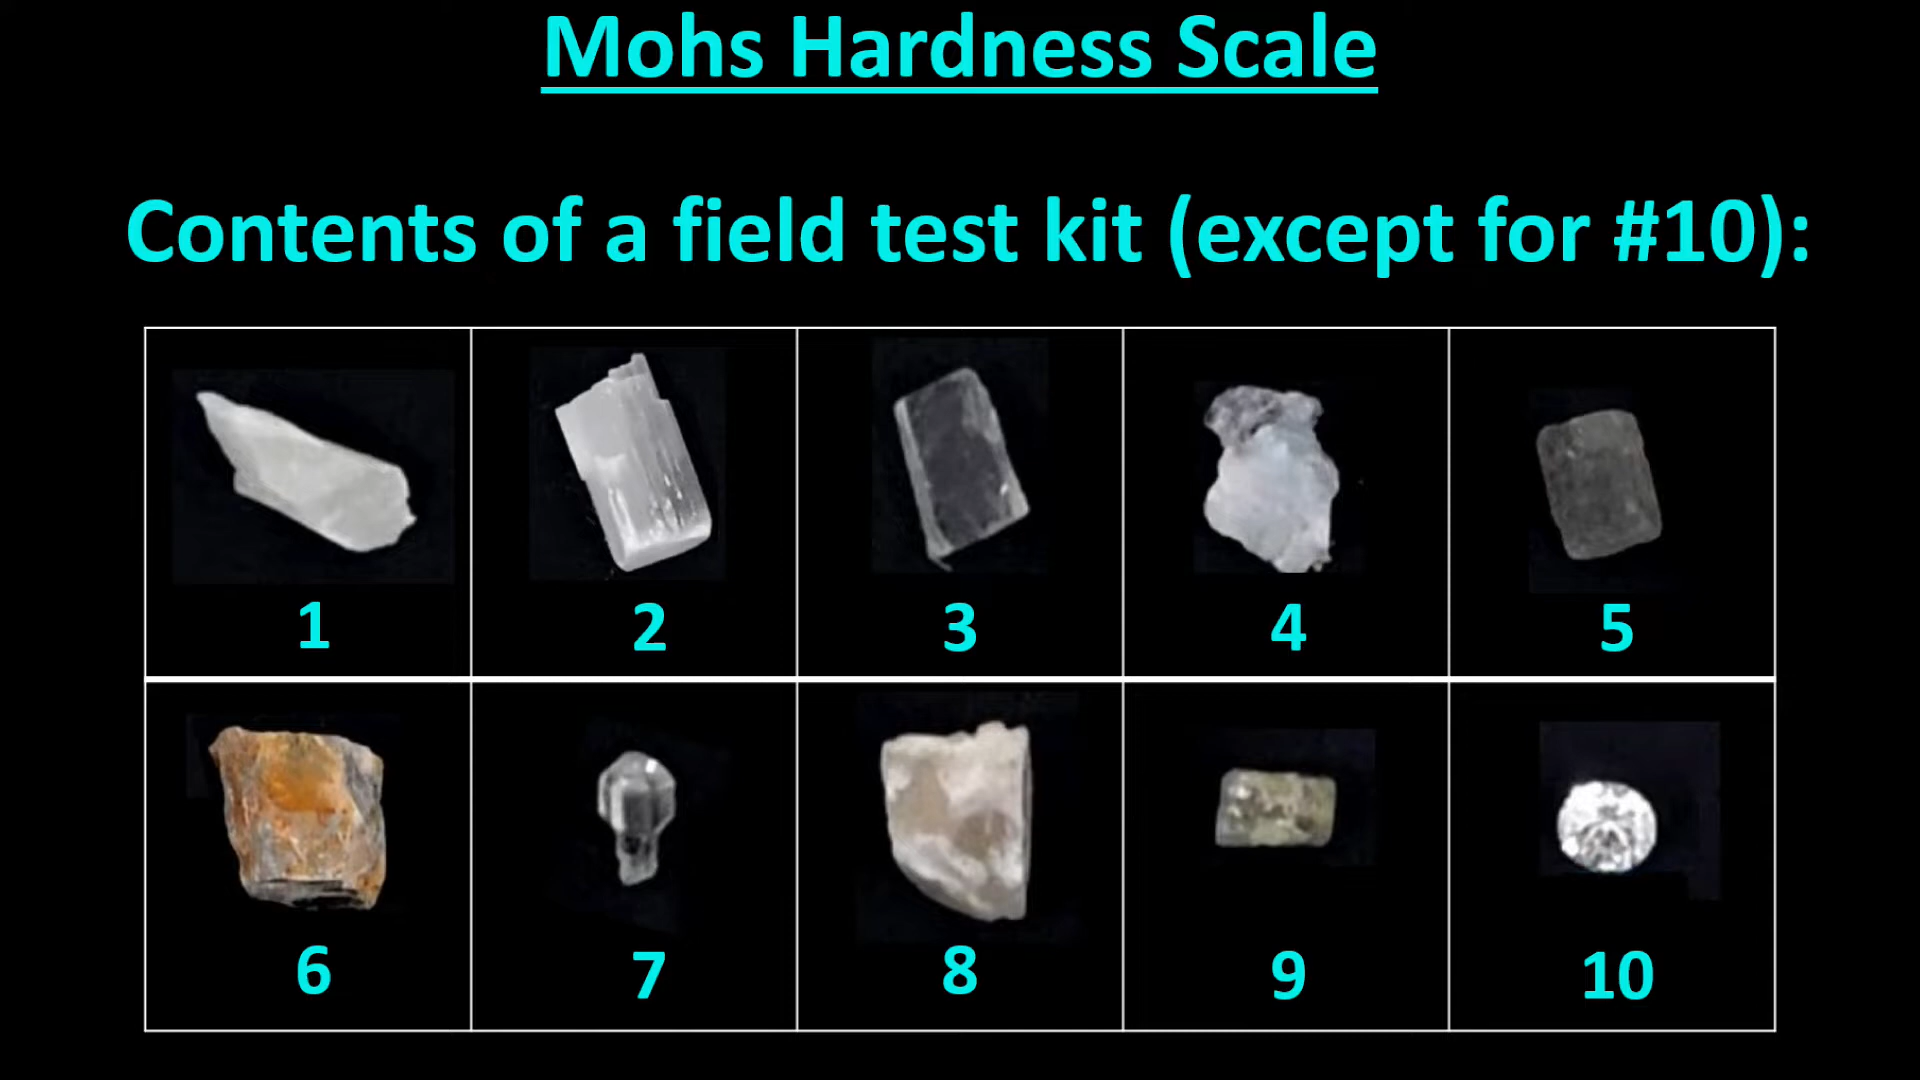 Mohs Hardness Scale
Contents of a field test kit (except for #10):
1 2 3 4 5
6 7 8 9 10